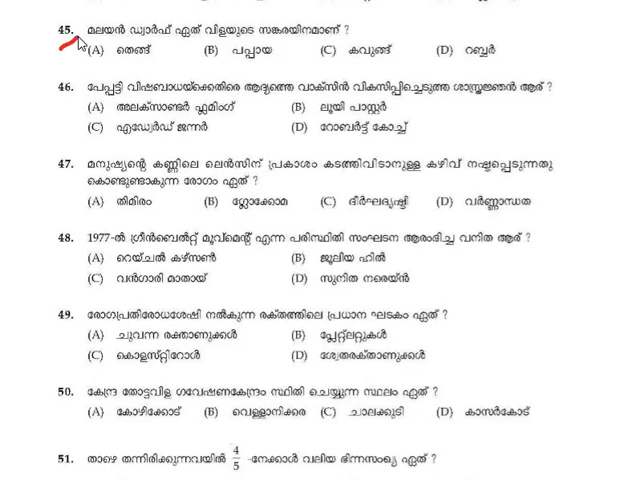 45. മലയൻ ഡ്വാർഫ് ഏത് വിളയുടെ സങ്കരയിനമാണ് ?
(A) തെങ്ങ് (B) പപ്പായ (C) കവുങ്ങ് (D) റബ്ബർ
46. പേപ്പട്ടി വിഷബാധയ്ക്കെതിരെ ആദ്യത്തെ വാക്സിൻ വികസിപ്പിച്ചെടുത്ത ശാസ്ത്രജ്ഞൻ ആര് ?
(A) അലക്സാണ്ടർ ഫ്ലമിംഗ് (B) ലൂയി പാസ്റ്റർ
(C) എഡ്വേർഡ് ജന്നർ (D) റോബർട്ട് കോച്ച്
47. മനുഷ്യന്റെ കണ്ണിലെ ലെൻസിന് പ്രകാശം കടത്തിവിടാനുള്ള കഴിവ് നഷ്ടപ്പെടുന്നതു
കൊണ്ടുണ്ടാകുന്ന രോഗം ഏത് ?
(A) തിമിരം (B) ഗ്ലോക്കോമ (C) ദീർഘദൃഷ്ടി (D) വർണ്ണാന്ധത
48. 1977-ൽ ഗ്രീൻബെൽറ്റ് മൂവ്മെന്റ് എന്ന പരിസ്ഥിതി സംഘടന ആരംഭിച്ച വനിത ആര് ?
(A) റെയ്ചൽ കഴ്സൺ (B) ജൂലിയ ഹിൽ
(C) വൻഗാരി മാതായ് (D) സുനിത നരെയ്ൻ
49. രോഗപ്രതിരോധശേഷി നൽകുന്ന രക്തത്തിലെ പ്രധാന ഘടകം ഏത് ?
(A) ചുവന്ന രക്താണുക്കൾ (B) പ്ലേറ്റ്ലറ്റുകൾ
(C) കൊളസ്റ്റിറോൾ (D) ശ്വേതരക്താണുക്കൾ
50. കേന്ദ്ര തോട്ടവിള ഗവേഷണകേന്ദ്രം സ്ഥിതി ചെയ്യുന്ന സ്ഥലം ഏത് ?
(A) കോഴിക്കോട് (B) വെള്ളാനിക്കര (C) ചാലക്കുടി (D) കാസർകോട്
51. താഴെ തന്നിരിക്കുന്നവയിൽ 4/5 -നേക്കാൾ വലിയ ഭിന്നസംഖ്യ ഏത് ?